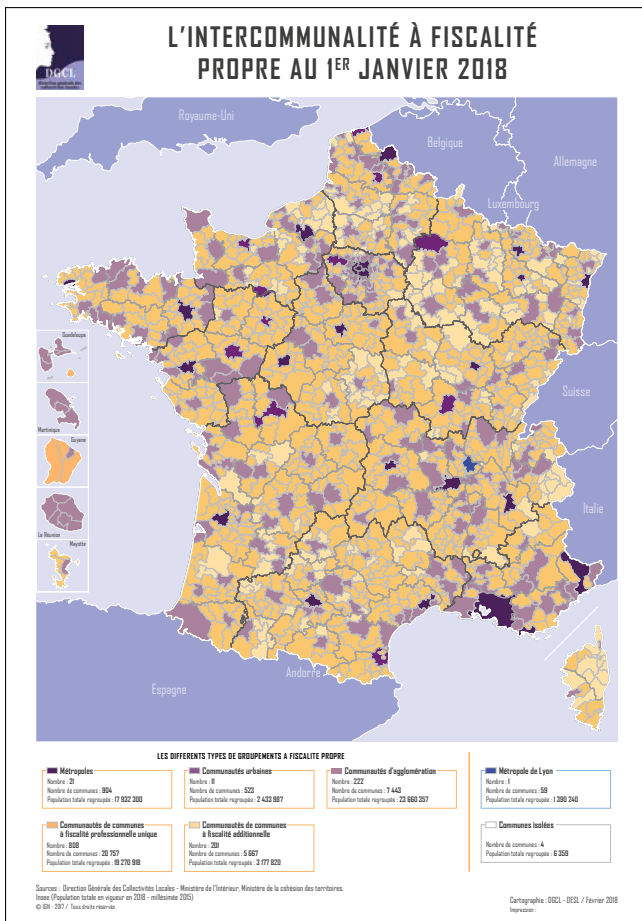 DGCL
direction générale des
collectivités locales
L'INTERCOMMUNALITÉ À FISCALITÉ
PROPRE AU 1ER JANVIER 2018
Royaume-Uni
Belgique
Allemagne
Luxembourg
Suisse
Italie
Andorre
Espagne
Guadeloupe
Martinique
Guyane
La Réunion
Mayotte
LES DIFFERENTS TYPES DE GROUPEMENTS A FISCALITE PROPRE
Métropoles
Nombre : 21
Nombre de communes : 904
Population totale regroupée : 17 932 300
Communautés urbaines
Nombre : 11
Nombre de communes : 523
Population totale regroupée : 2 433 987
Communautés d'agglomération
Nombre : 222
Nombre de communes : 7 443
Population totale regroupée : 23 660 357
Métropole de Lyon
Nombre : 1
Nombre de communes : 59
Population totale regroupée : 1 390 240
Communautés de communes
à fiscalité professionnelle unique
Nombre : 808
Nombre de communes : 20 757
Population totale regroupée : 19 270 918
Communautés de communes
à fiscalité additionnelle
Nombre : 201
Nombre de communes : 5 667
Population totale regroupée : 3 177 820
Communes isolées
Nombre de communes : 4
Population totale regroupée : 6 359
Sources : Direction Générale des Collectivités Locales - Ministère de l'Intérieur, Ministère de la cohésion des territoires.
Insee (Population totale en vigueur en 2018 - millésimée 2015)
© IGN - 2017 / Tous droits réservés
Cartographie : DGCL - DESL / Février 2018
Impression :